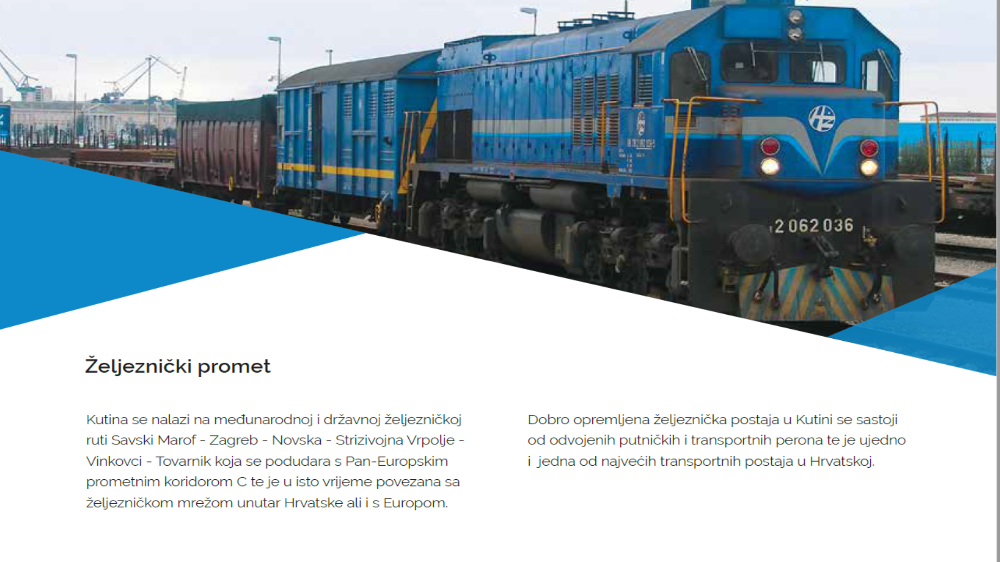 HŽ
2 062 036
Željeznički promet
Kutina se nalazi na međunarodnoj i državnoj željezničkoj
ruti Savski Marof - Zagreb - Novska - Strizivojna Vrpolje -
Vinkovci - Tovarnik koja se podudara s Pan-Europskim
prometnim koridorom C te je u isto vrijeme povezana sa
željezničkom mrežom unutar Hrvatske ali i s Europom.
Dobro opremljena željeznička postaja u Kutini se sastoji
od odvojenih putničkih i transportnih perona te je ujedno
i jedna od najvećih transportnih postaja u Hrvatskoj.